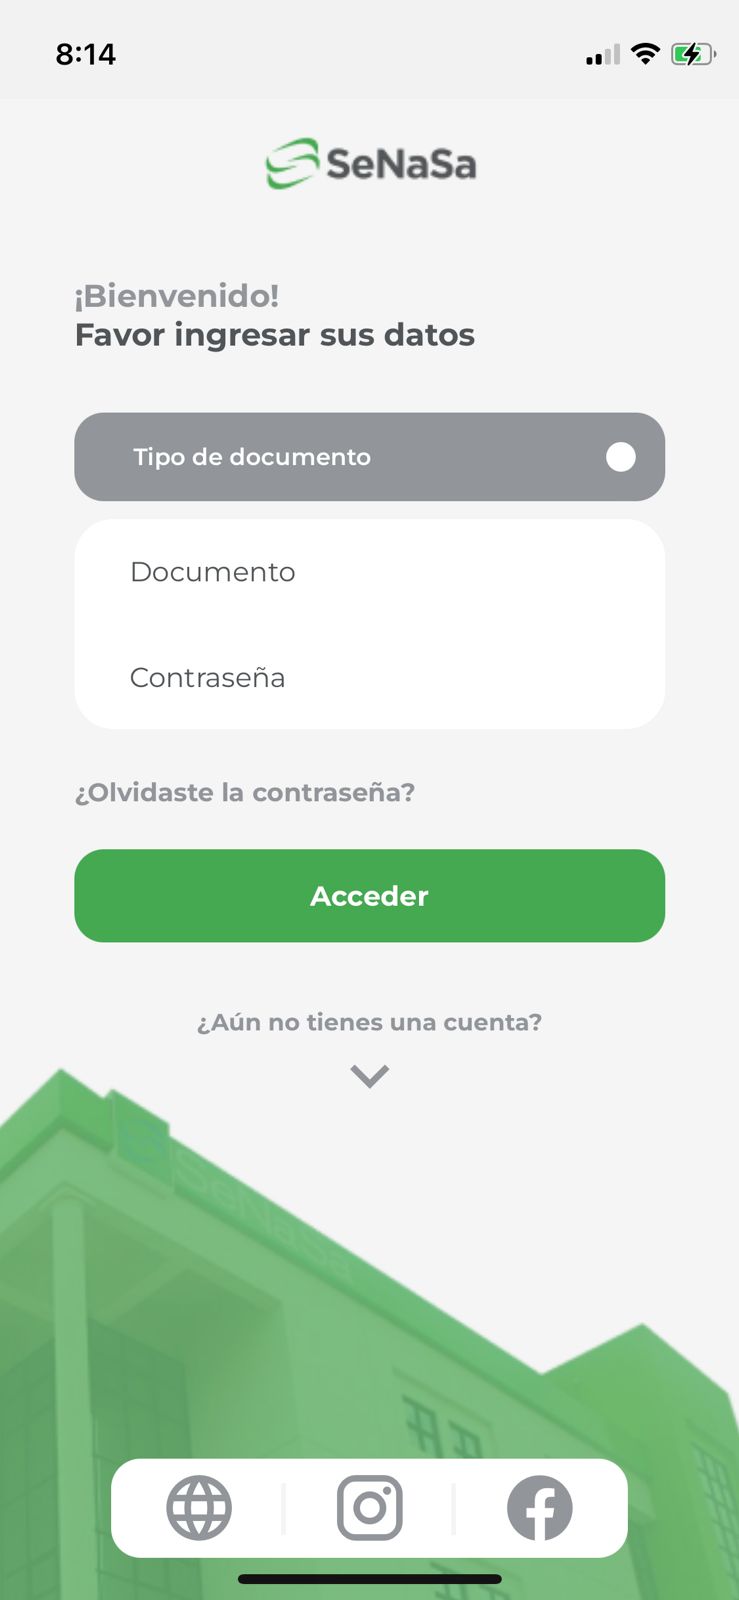 8:14
SeNaSa
¡Bienvenido!
Favor ingresar sus datos
Tipo de documento
Documento
Contraseña
¿Olvidaste la contraseña?
Acceder
¿Aún no tienes una cuenta?
SeNaSa